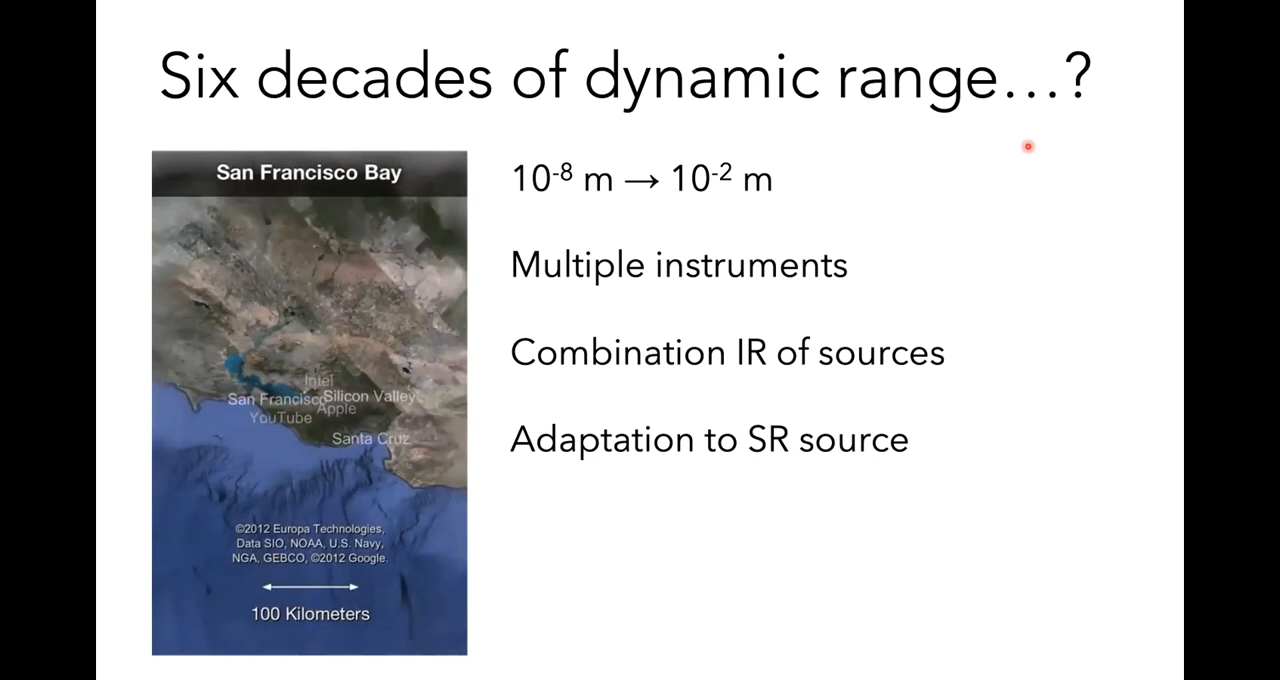 Six decades of dynamic range…?
San Francisco Bay
10⁻⁸ m → 10⁻² m
Multiple instruments
Combination IR of sources
Adaptation to SR source
Intel
San Francisco Silicon Valley
Apple
YouTube
Santa Cruz
©2012 Europa Technologies,
Data SIO, NOAA, U.S. Navy,
NGA, GEBCO, ©2012 Google.
100 Kilometers